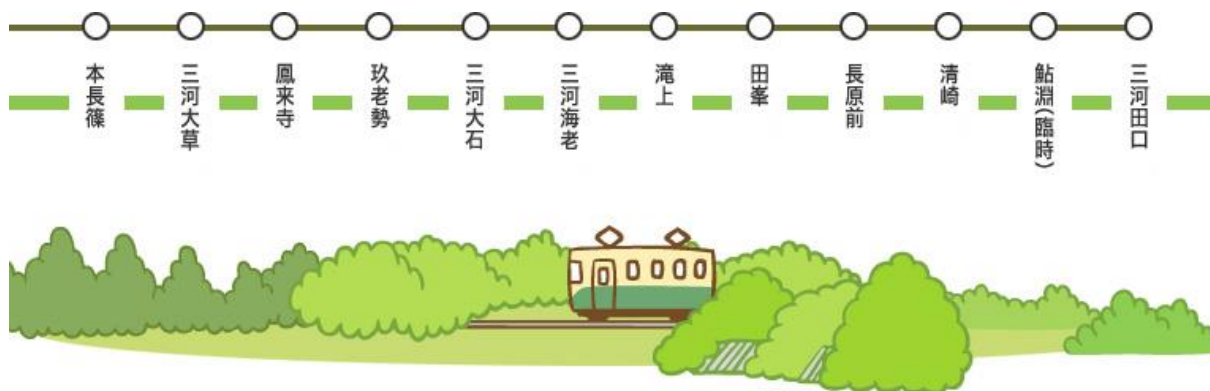 本長篠
三河大草
鳳来寺
玖老勢
三河大石
三河海老
滝上
田峯
長原前
清崎
鮎淵(臨時)
三河田口